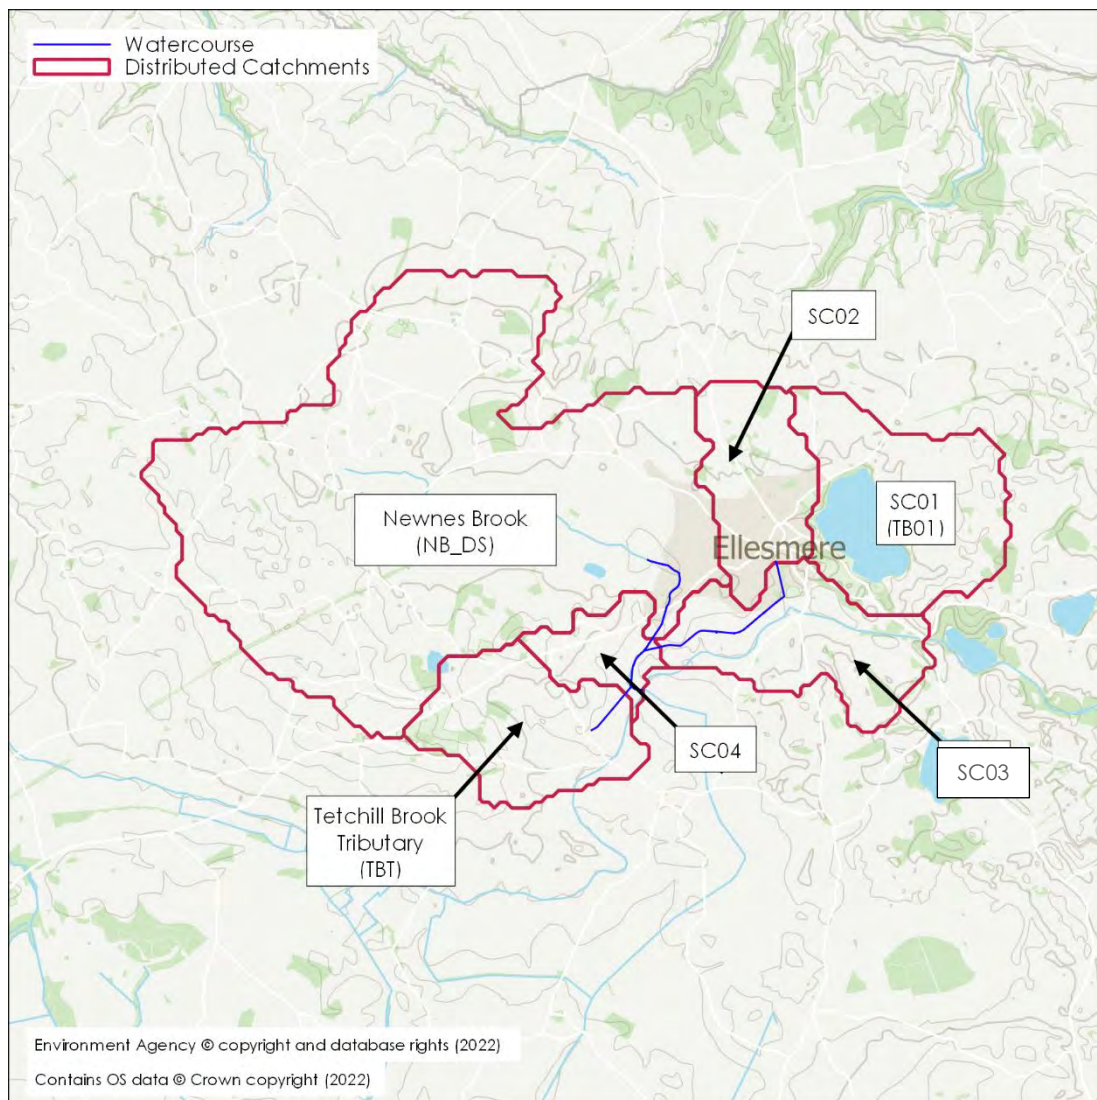 Watercourse
Distributed Catchments
SC02
SC01
(TB01)
Newnes Brook
(NB_DS)
Ellesmere
SC04
SC03
Tetchill Brook
Tributary
(TBT)
Environment Agency © copyright and database rights (2022)
Contains OS data © Crown copyright (2022)